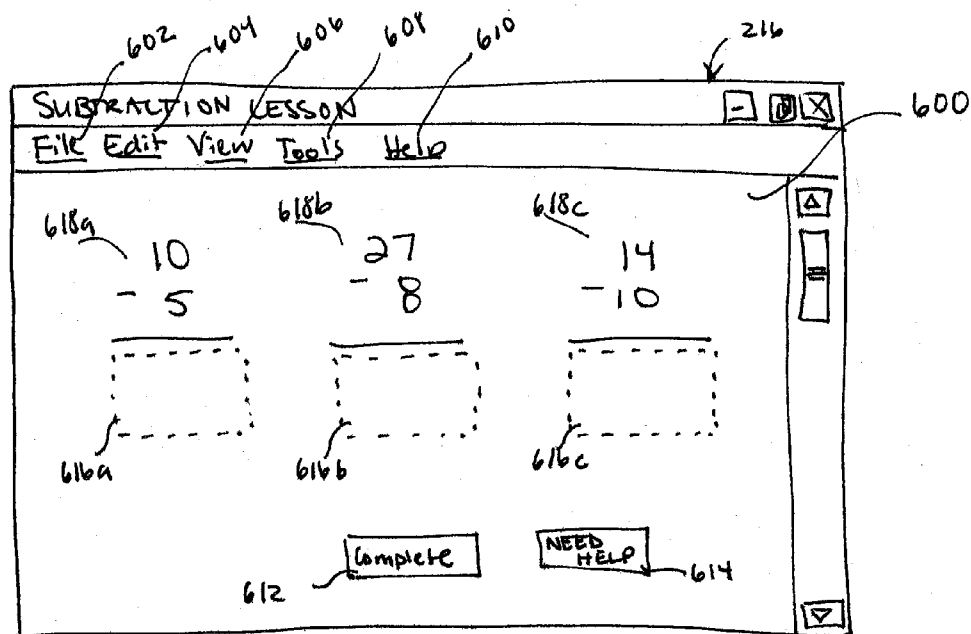 602 604 606 608 610 216
SUBTRACTION LESSON - X
600
File Edit View Tools Help
618a 618b 618c
10 27 14
- 5 - 8 - 10
616a 616b 616c
Complete NEED HELP
612 614